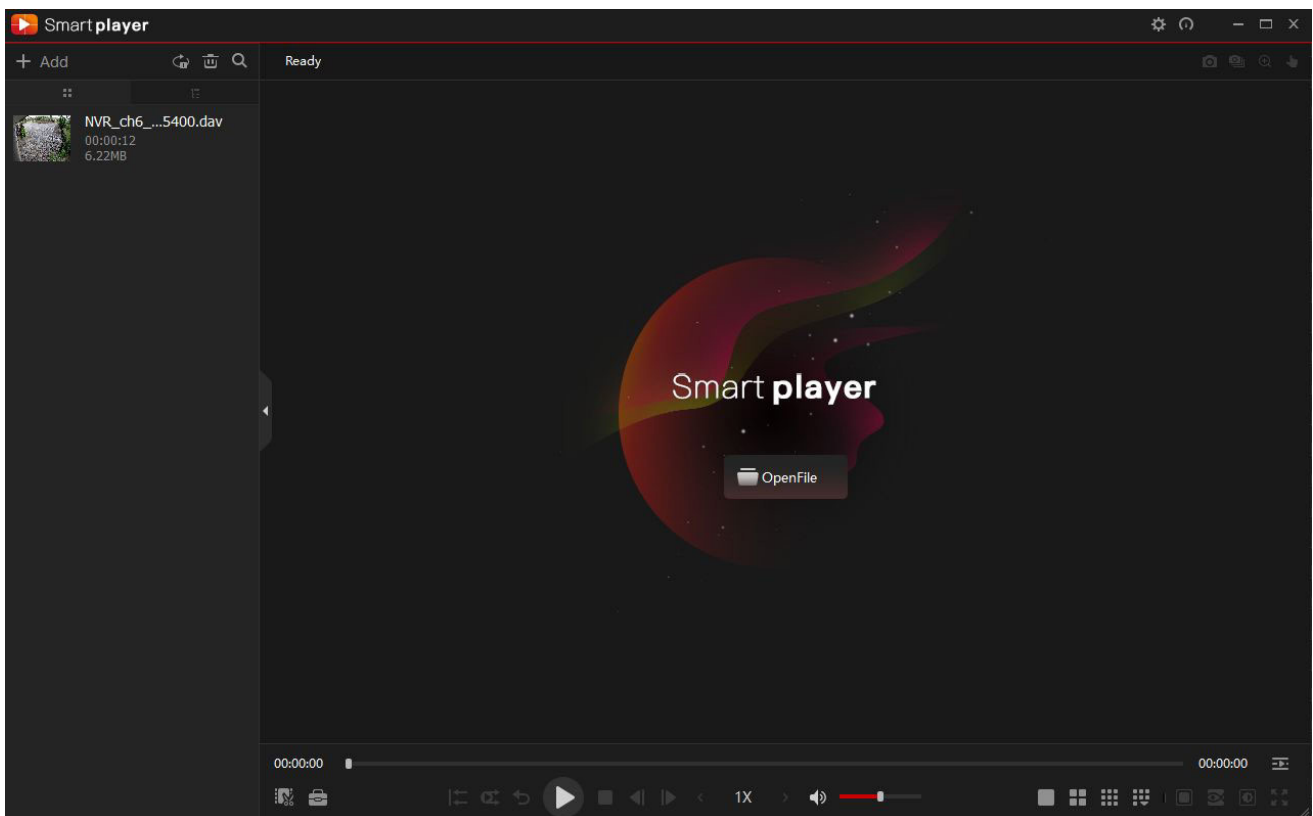 Smart player
+ Add
Ready
NVR_ch6_...5400.dav
00:00:12
6.22MB
Smart player
OpenFile
00:00:00
00:00:00
1X